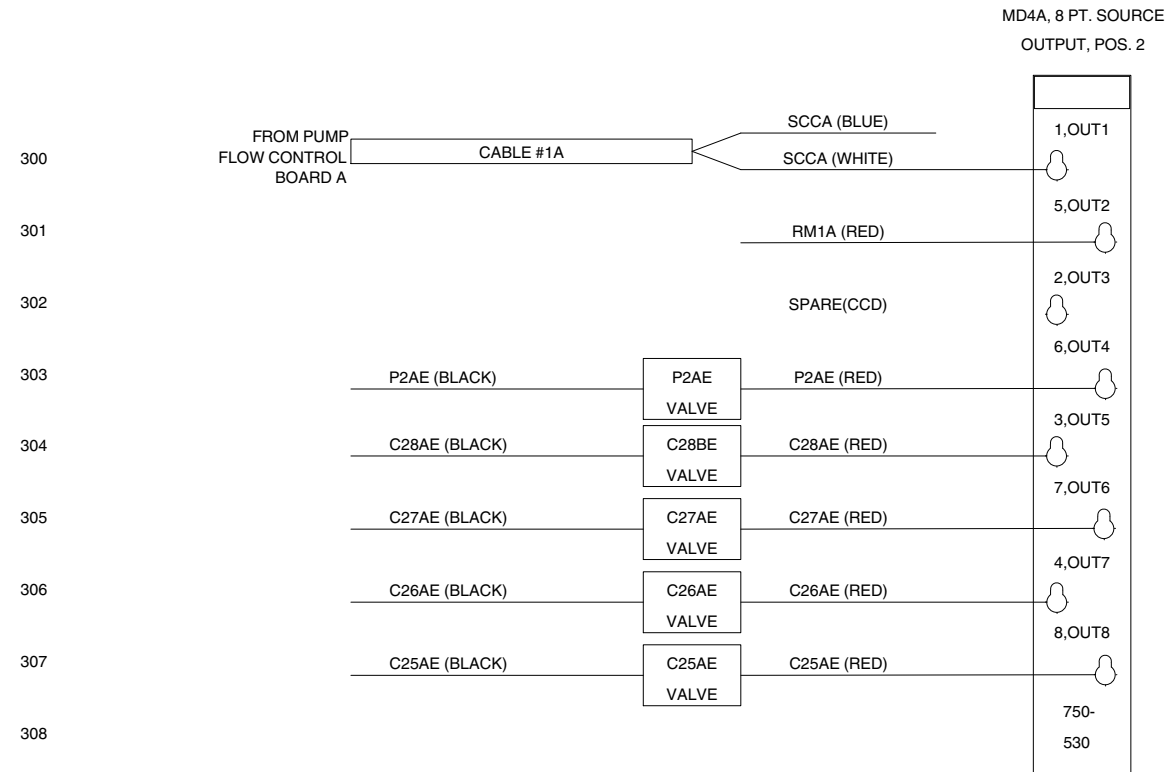 MD4A, 8 PT. SOURCE
OUTPUT, POS. 2
SCCA (BLUE)
1,OUT1
FROM PUMP
FLOW CONTROL
BOARD A
300
CABLE #1A
SCCA (WHITE)
5,OUT2
301
RM1A (RED)
2,OUT3
302
SPARE(CCD)
6,OUT4
303
P2AE (BLACK)
P2AE
VALVE
P2AE (RED)
3,OUT5
304
C28AE (BLACK)
C28BE
VALVE
C28AE (RED)
7,OUT6
305
C27AE (BLACK)
C27AE
VALVE
C27AE (RED)
4,OUT7
306
C26AE (BLACK)
C26AE
VALVE
C26AE (RED)
8,OUT8
307
C25AE (BLACK)
C25AE
VALVE
C25AE (RED)
750-
530
308